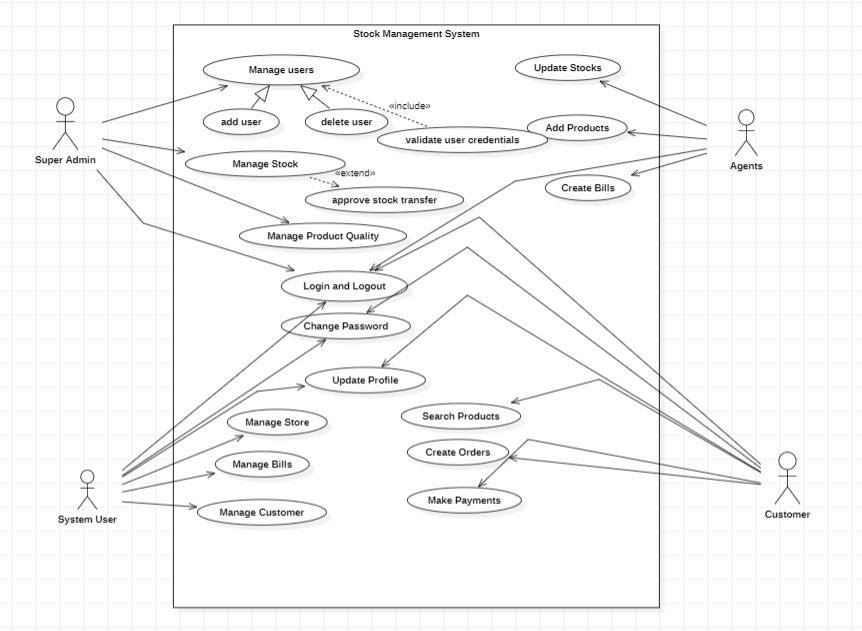 Stock Management System
Manage users
Update Stocks
«include»
add user
delete user
Add Products
validate user credentials
Super Admin
Agents
Manage Stock
«extend»
Create Bills
approve stock transfer
Manage Product Quality
Login and Logout
Change Password
Update Profile
Search Products
Manage Store
Create Orders
Manage Bills
Make Payments
Manage Customer
System User
Customer